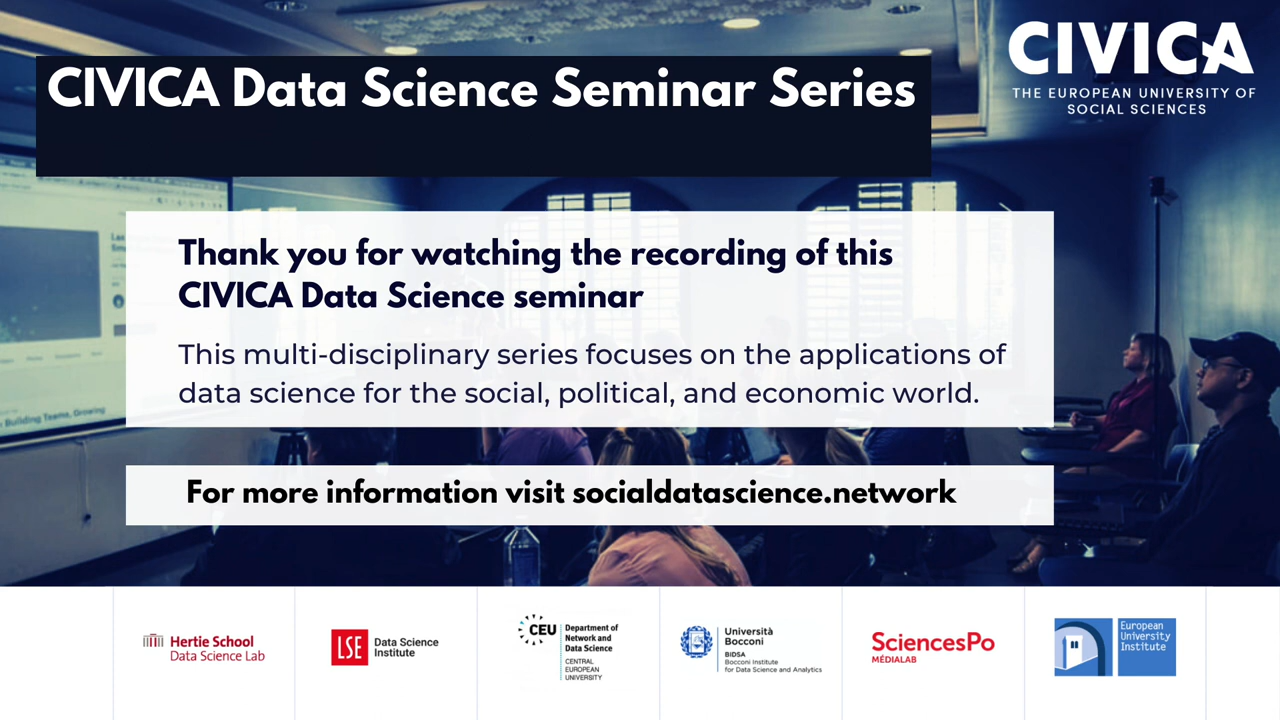 CIVICA Data Science Seminar Series
CIVICA
THE EUROPEAN UNIVERSITY OF
SOCIAL SCIENCES
Thank you for watching the recording of this
CIVICA Data Science seminar
This multi-disciplinary series focuses on the applications of
data science for the social, political, and economic world.
Building Teams, Growing
For more information visit socialdatascience.network
Hertie School
Data Science Lab
LSE
Data Science
Institute
CEU
Department of
Network and
Data Science
CENTRAL
EUROPEAN
UNIVERSITY
Università
Bocconi
BIDSA
Bocconi Institute
for Data Science and Analytics
SciencesPo
MÉDIALAB
European
University
Institute